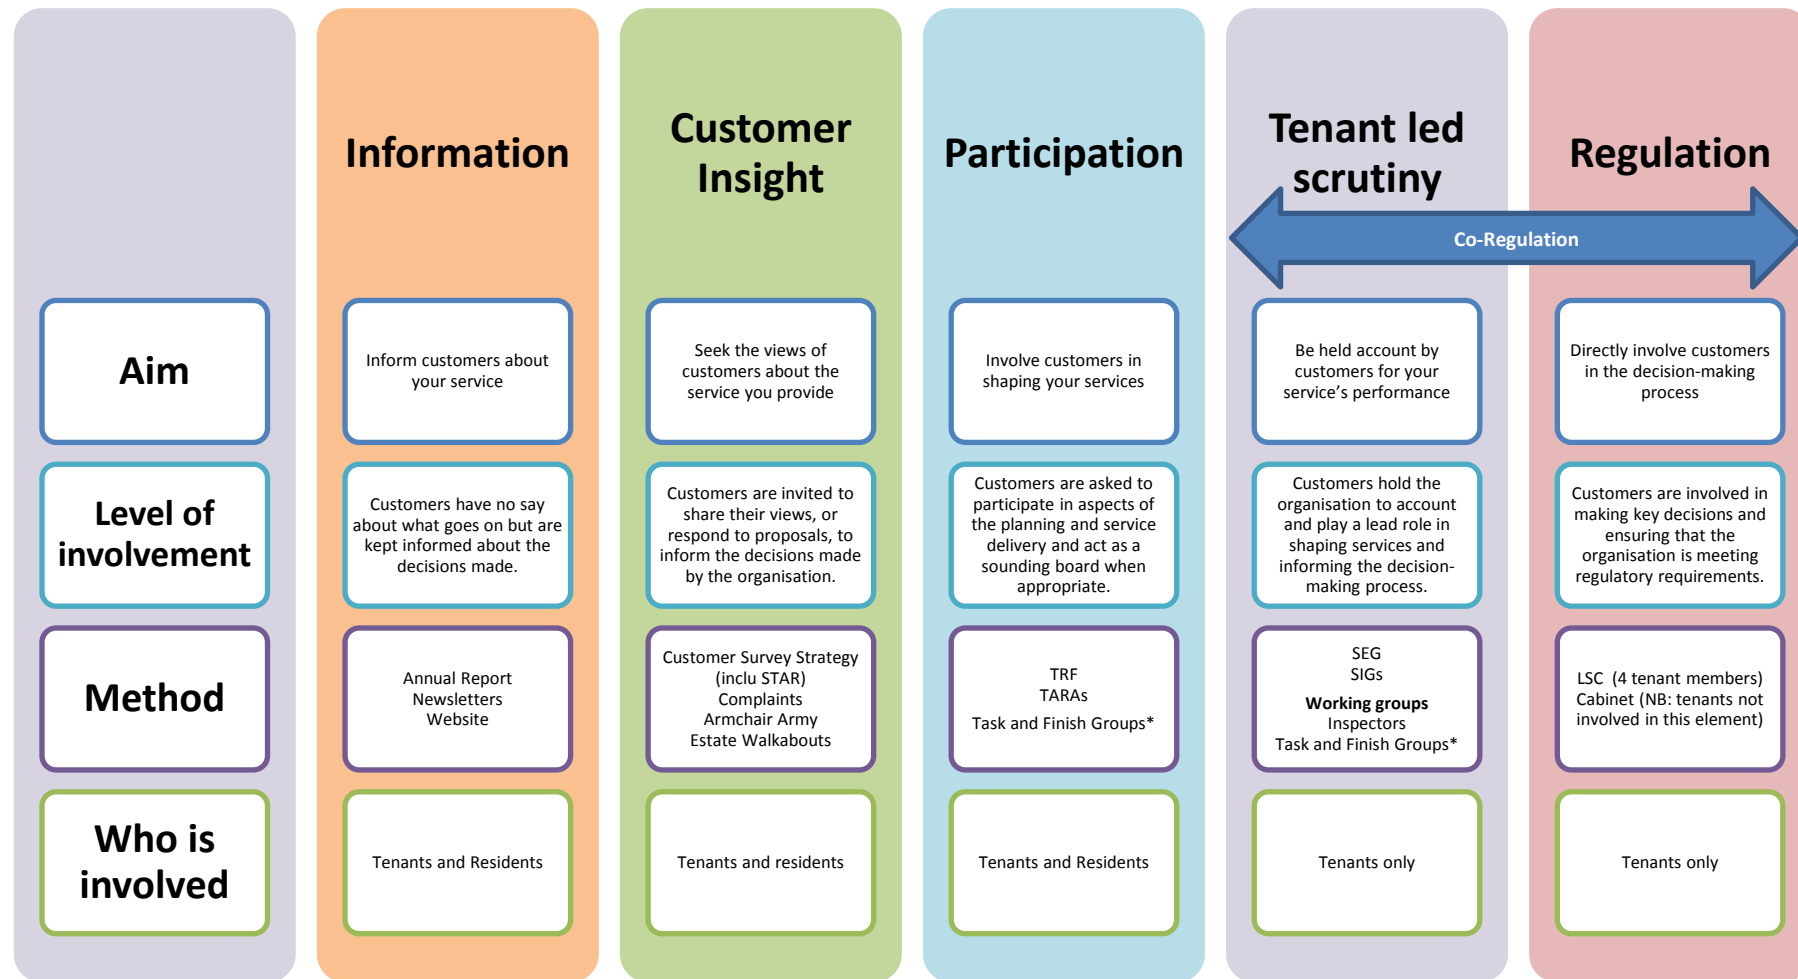 Information
Customer
Insight
Participation
Tenant led
scrutiny
Regulation
Co-Regulation
Aim
Inform customers about
your service
Seek the views of
customers about the
service you provide
Involve customers in
shaping your services
Be held account by
customers for your
service’s performance
Directly involve customers
in the decision-making
process
Level of
involvement
Customers have no say
about what goes on but are
kept informed about the
decisions made.
Customers are invited to
share their views, or
respond to proposals, to
inform the decisions made
by the organisation.
Customers are asked to
participate in aspects of
the planning and service
delivery and act as a
sounding board when
appropriate.
Customers hold the
organisation to account
and play a lead role in
shaping services and
informing the decision-
making process.
Customers are involved in
making key decisions and
ensuring that the
organisation is meeting
regulatory requirements.
Method
Annual Report
Newsletters
Website
Customer Survey Strategy
(inclu STAR)
Complaints
Armchair Army
Estate Walkabouts
TRF
TARAs
Task and Finish Groups*
SEG
SIGs
Working groups
Inspectors
Task and Finish Groups*
LSC (4 tenant members)
Cabinet (NB: tenants not
involved in this element)
Who is
involved
Tenants and Residents
Tenants and residents
Tenants and Residents
Tenants only
Tenants only